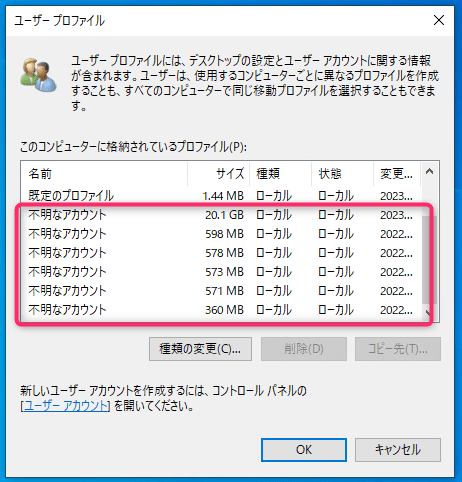 ユーザー プロファイル
ユーザー プロファイルには、デスクトップの設定とユーザー アカウントに関する情報
が含まれます。ユーザーは、使用するコンピューターごとに異なるプロファイルを作成
することも、すべてのコンピューターで同じ移動プロファイルを選択することもできま
す。
このコンピューターに格納されているプロファイル(P):
名前 サイズ 種類 状態 変更...
既定のプロファイル 1.44 MB ローカル ローカル 2023...
不明なアカウント 20.1 GB ローカル ローカル 2023...
不明なアカウント 598 MB ローカル ローカル 2022...
不明なアカウント 578 MB ローカル ローカル 2022...
不明なアカウント 573 MB ローカル ローカル 2022...
不明なアカウント 571 MB ローカル ローカル 2022...
不明なアカウント 360 MB ローカル ローカル 2022...
種類の変更(C)... 削除(D) コピー先(T)...
新しいユーザー アカウントを作成するには、コントロール パネルの
[ユーザー アカウント] を開いてください。
OK キャンセル